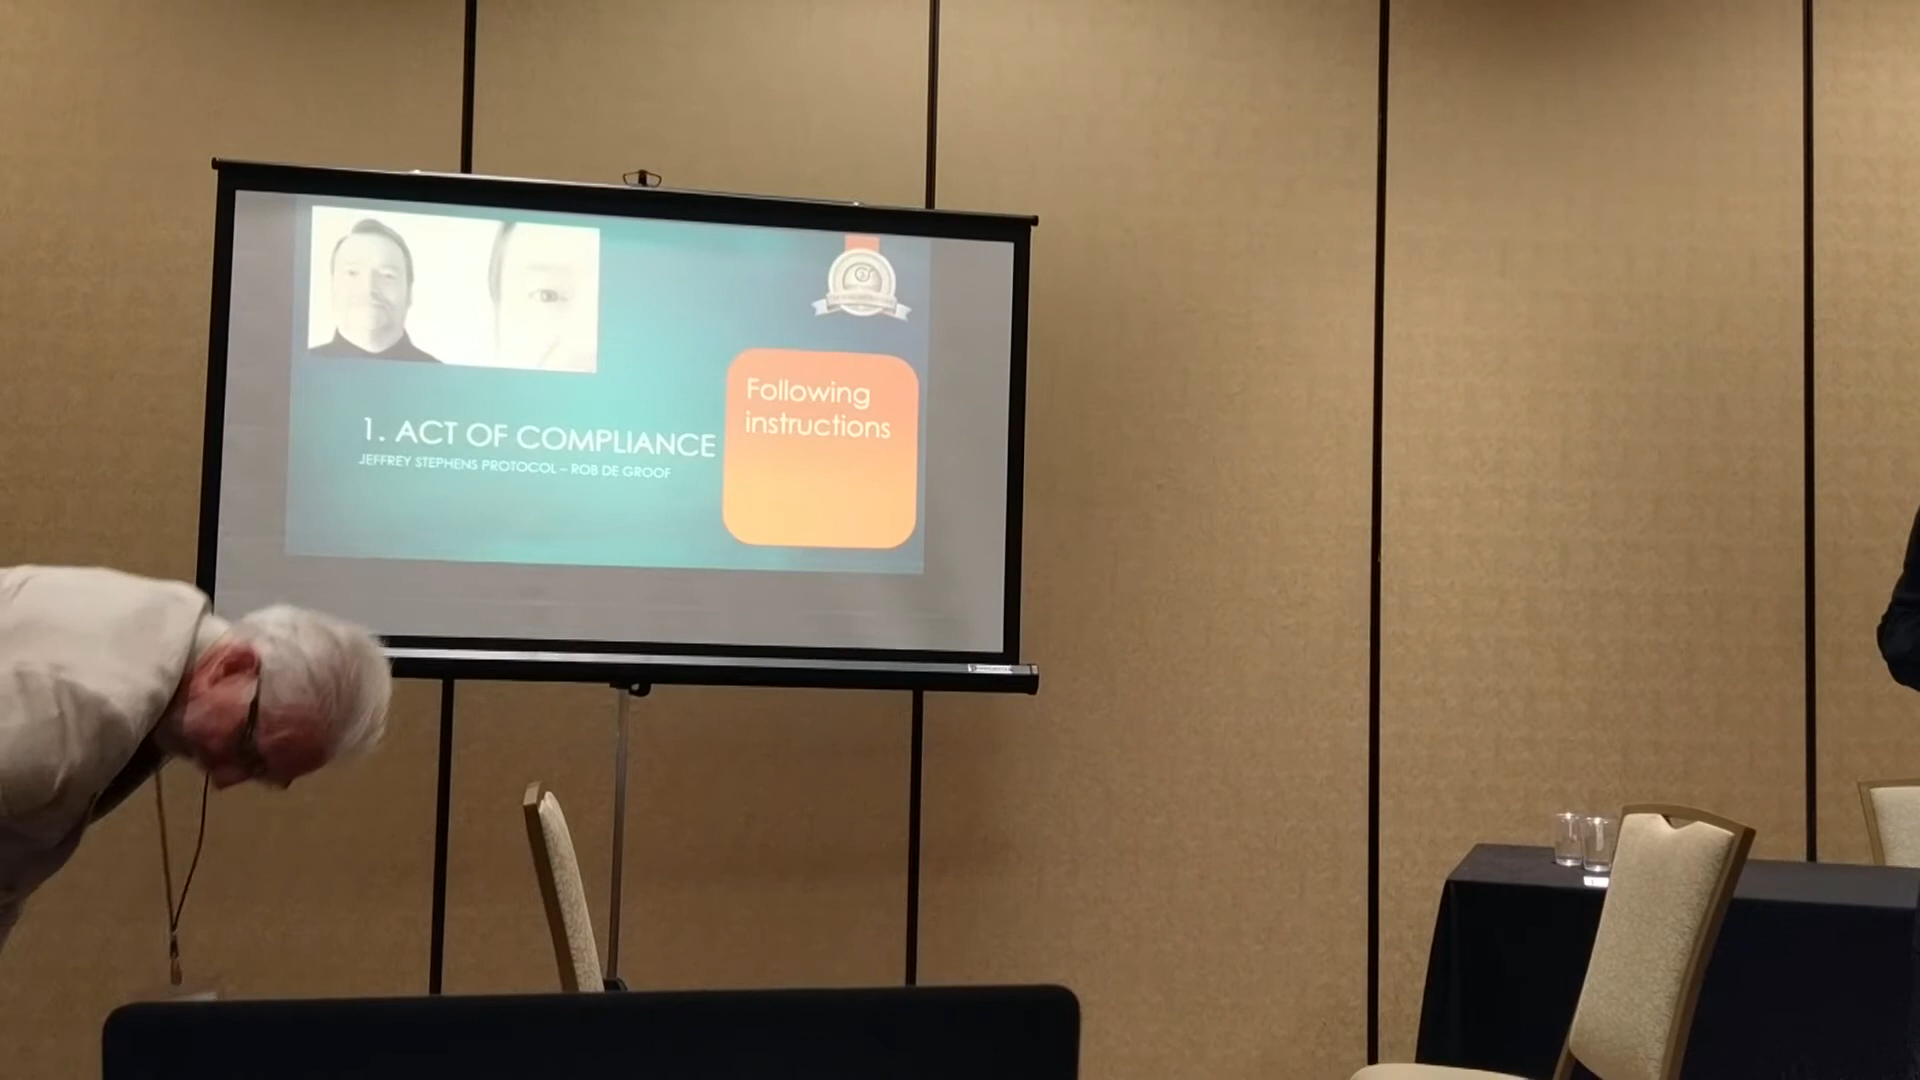 1. ACT OF COMPLIANCE
JEFFREY STEPHENS PROTOCOL – ROB DE GROOF
Following
instructions